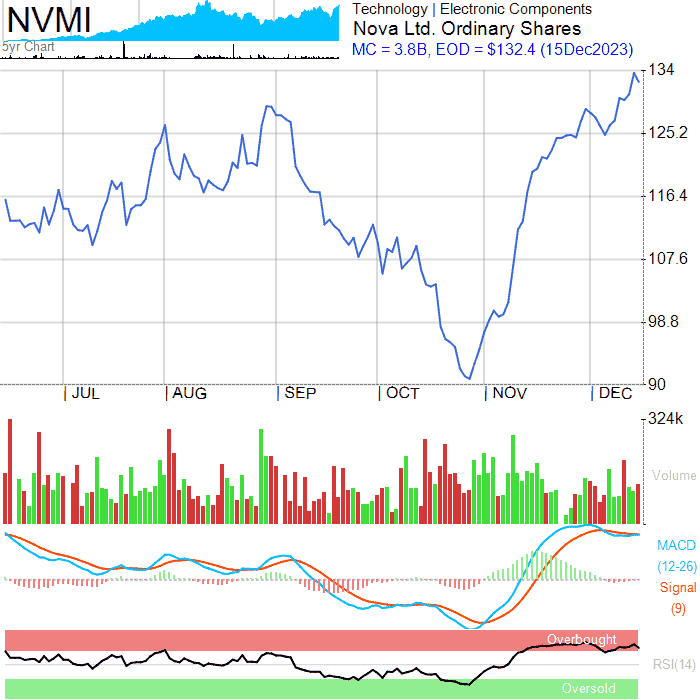 NVMI
5yr Chart
Technology | Electronic Components
Nova Ltd. Ordinary Shares
MC = 3.8B, EOD = $132.4 (15Dec2023)
134
125.2
116.4
107.6
98.8
90
| JUL | AUG | SEP | OCT | NOV | DEC
324k
Volume
MACD
(12-26)
Signal
(9)
Overbought
RSI(14)
Oversold